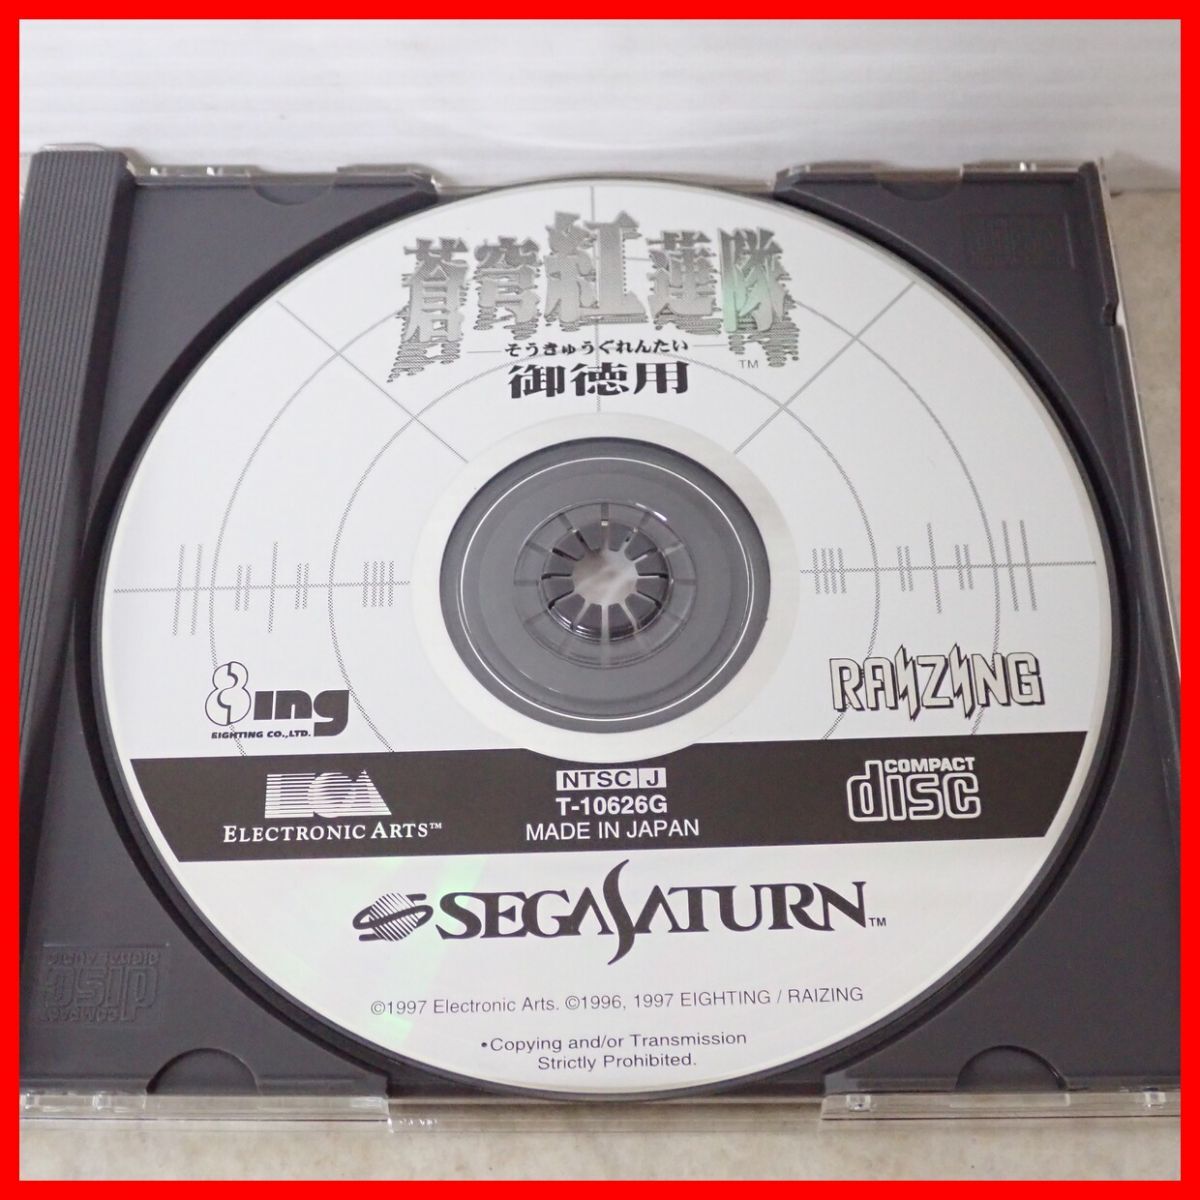 蒼穹紅蓮隊
そうきゅうぐれんたい
御徳用
TM
8ing
EIGHTING CO.,LTD.
RAIZING
ELECTRONIC ARTS™
NTSC J
T-10626G
MADE IN JAPAN
COMPACT
disc
SEGA SATURN™
©1997 Electronic Arts. ©1996, 1997 EIGHTING / RAIZING
•Copying and/or Transmission
Strictly Prohibited.